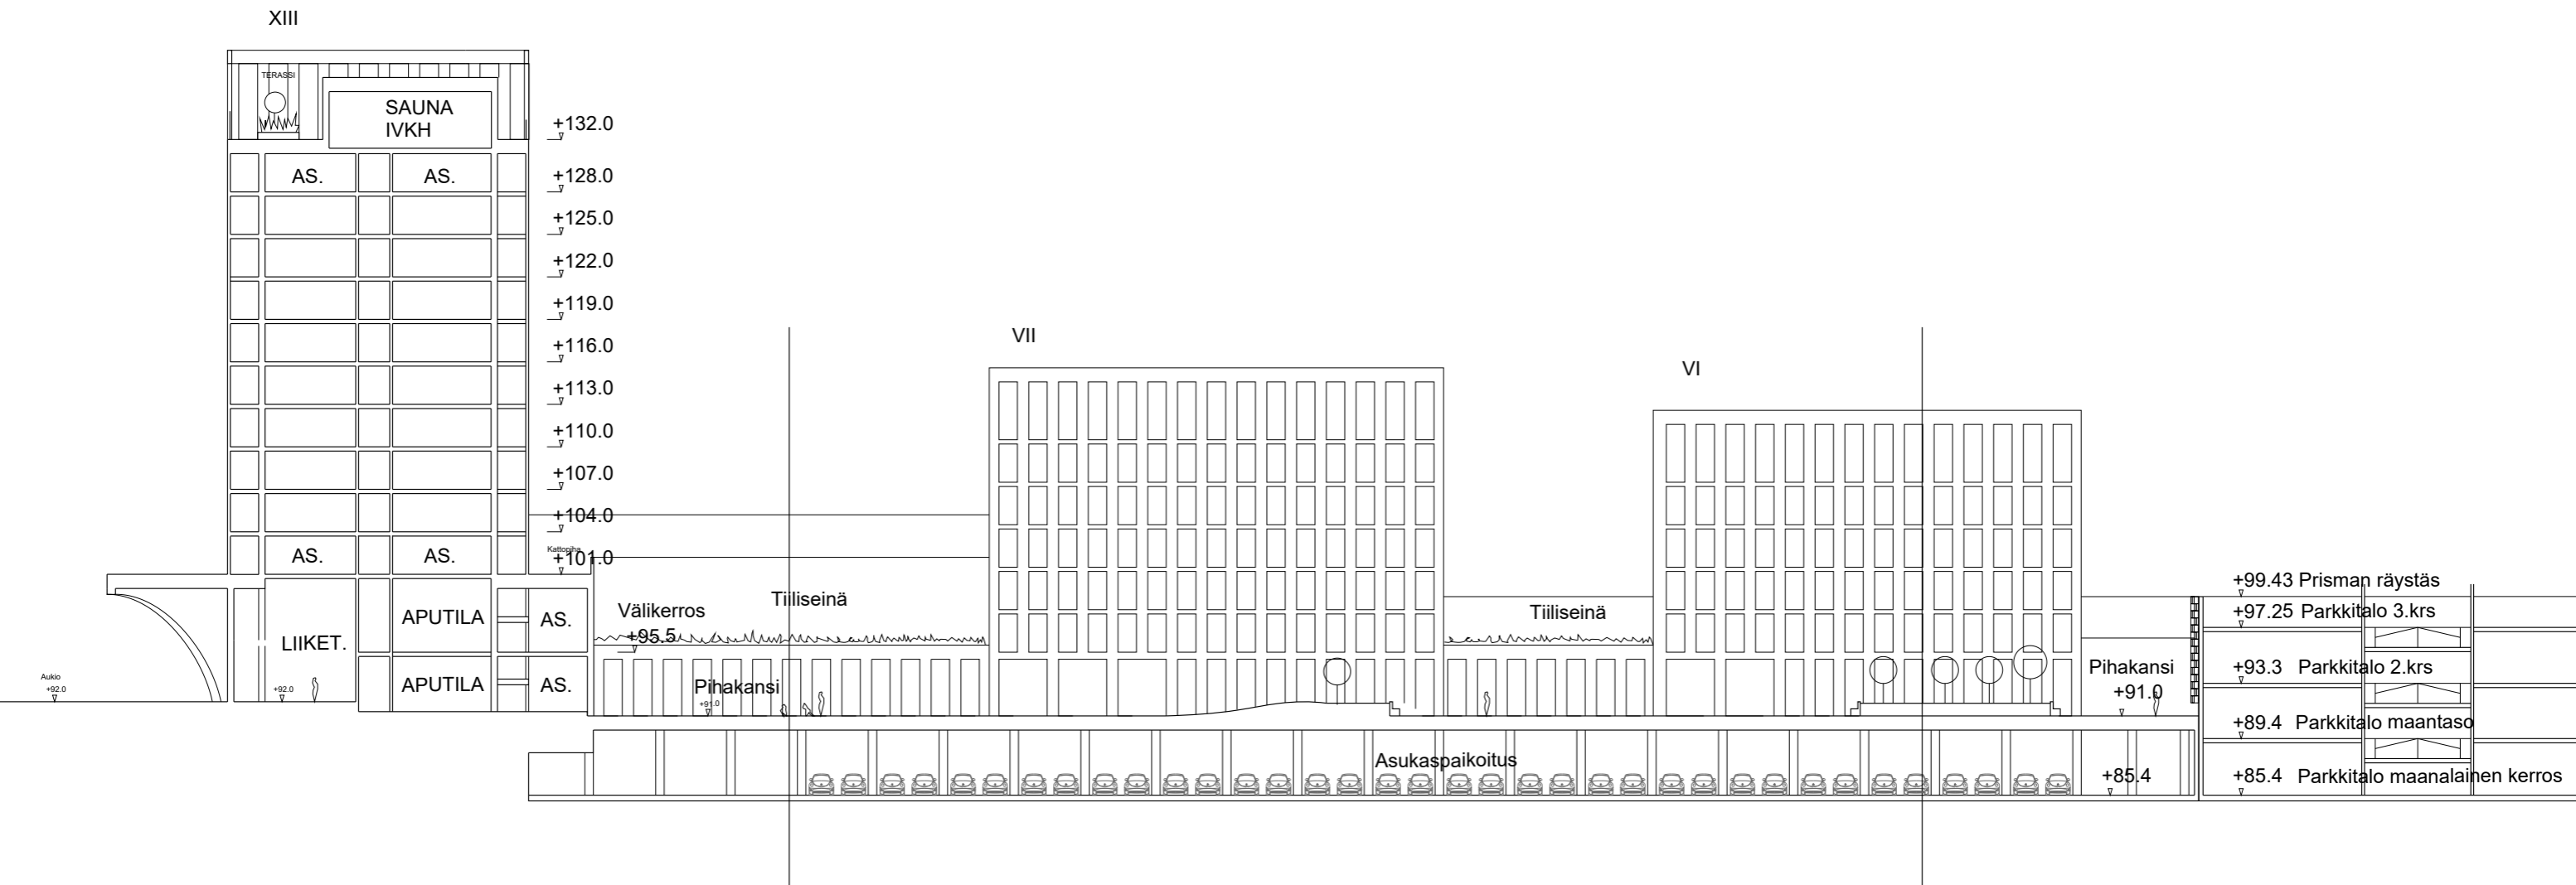 XIII
TERASSI
SAUNA
IVKH
+132.0
AS.
AS.
+128.0
+125.0
+122.0
+119.0
+116.0
+113.0
+110.0
+107.0
+104.0
AS.
AS.
Kattopiha
+101.0
VII
VI
LIIKET.
APUTILA
AS.
APUTILA
AS.
Aukio
+92.0
+92.0
Välikerros
+95.5
Tiiliseinä
Pihakansi
+91.0
Tiiliseinä
Pihakansi
+91.0
Asukaspaikoitus
+85.4
+99.43 Prisman räystäs
+97.25 Parkkitalo 3.krs
+93.3 Parkkitalo 2.krs
+89.4 Parkkitalo maantaso
+85.4 Parkkitalo maanalainen kerros